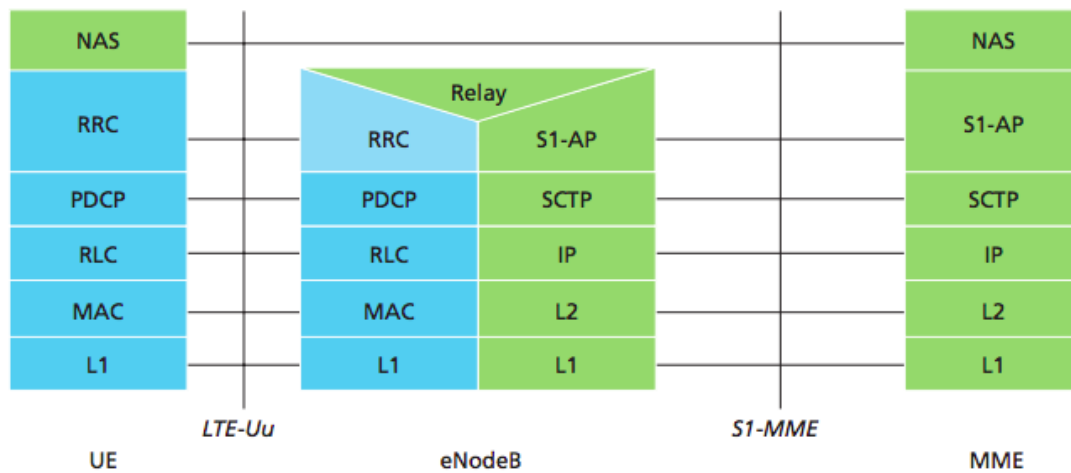 NAS NAS
Relay
RRC RRC S1-AP S1-AP
PDCP PDCP SCTP SCTP
RLC RLC IP IP
MAC MAC L2 L2
L1 L1 L1 L1
LTE-Uu S1-MME
UE eNodeB MME